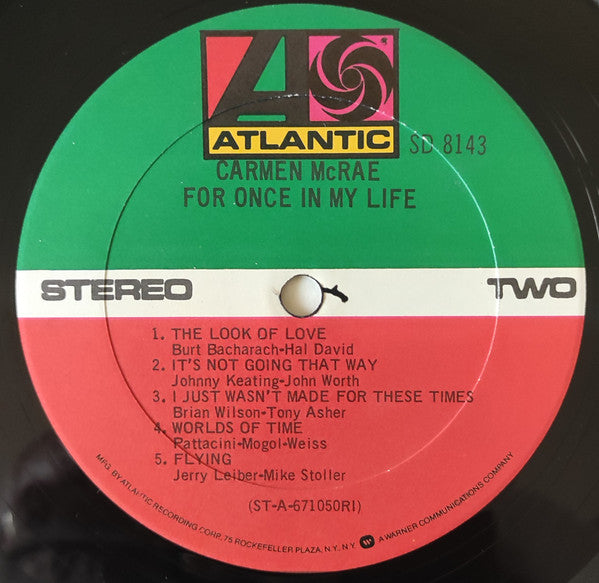 ATLANTIC
SD 8143
CARMEN McRAE
FOR ONCE IN MY LIFE
STEREO
TWO
1. THE LOOK OF LOVE
Burt Bacharach-Hal David
2. IT'S NOT GOING THAT WAY
Johnny Keating-John Worth
3. I JUST WASN'T MADE FOR THESE TIMES
Brian Wilson-Tony Asher
4. WORLDS OF TIME
Pattacini-Mogol-Weiss
5. FLYING
Jerry Leiber-Mike Stoller
(ST-A-671050RI)
MFG. BY ATLANTIC RECORDING CORP. 75 ROCKEFELLER PLAZA, N.Y. N.Y. A WARNER COMMUNICATIONS COMPANY